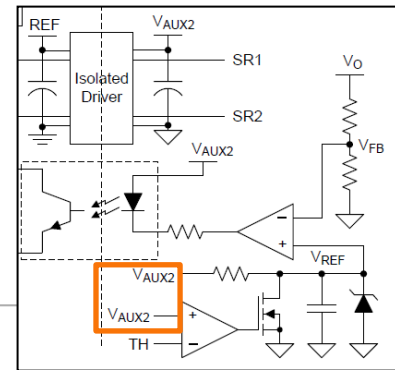 REF
VAUX2
Isolated
Driver
SR1
SR2
VO
VFB
VAUX2
−
+
VREF
VAUX2
VAUX2
+
TH
−